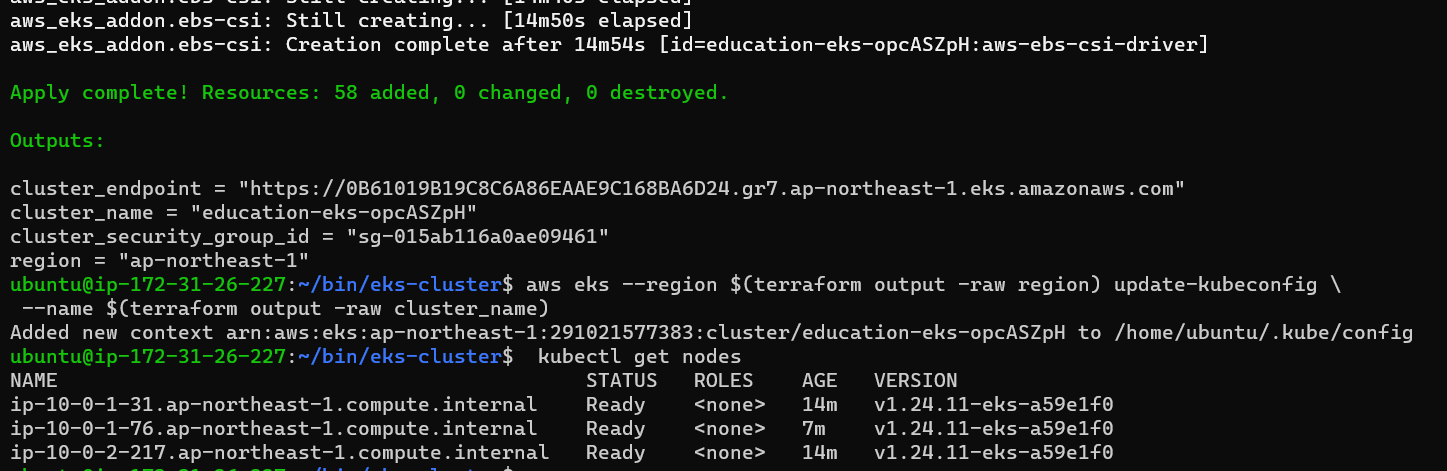 aws_eks_addon.ebs-csi: Still creating... [14m40s elapsed]
aws_eks_addon.ebs-csi: Still creating... [14m50s elapsed]
aws_eks_addon.ebs-csi: Creation complete after 14m54s [id=education-eks-opcASZpH:aws-ebs-csi-driver]
Apply complete! Resources: 58 added, 0 changed, 0 destroyed.
Outputs:
cluster_endpoint = "https://0B61019B19C8C6A86EAAE9C168BA6D24.gr7.ap-northeast-1.eks.amazonaws.com"
cluster_name = "education-eks-opcASZpH"
cluster_security_group_id = "sg-015ab116a0ae09461"
region = "ap-northeast-1"
ubuntu@ip-172-31-26-227:~/bin/eks-cluster$ aws eks --region $(terraform output -raw region) update-kubeconfig \
 --name $(terraform output -raw cluster_name)
Added new context arn:aws:eks:ap-northeast-1:291021577383:cluster/education-eks-opcASZpH to /home/ubuntu/.kube/config
ubuntu@ip-172-31-26-227:~/bin/eks-cluster$  kubectl get nodes
NAME STATUS ROLES AGE VERSION
ip-10-0-1-31.ap-northeast-1.compute.internal Ready <none> 14m v1.24.11-eks-a59e1f0
ip-10-0-1-76.ap-northeast-1.compute.internal Ready <none> 7m v1.24.11-eks-a59e1f0
ip-10-0-2-217.ap-northeast-1.compute.internal Ready <none> 14m v1.24.11-eks-a59e1f0